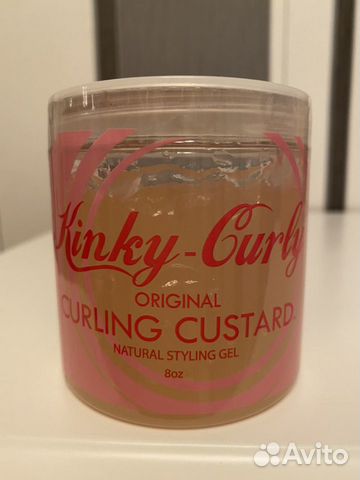 Kinky-Curly
ORIGINAL
CURLING CUSTARD
NATURAL STYLING GEL
8oz
Avito